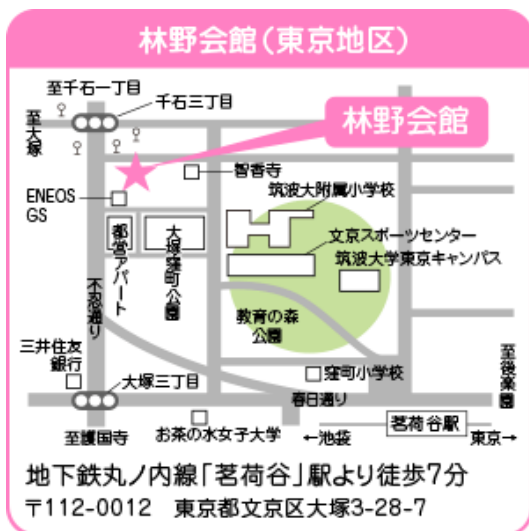 林野会館(東京地区)
至千石一丁目
千石三丁目
至大塚
林野会館
智香寺
ENEOS
GS
筑波大附属小学校
都営アパート
大塚窪町公園
文京スポーツセンター
筑波大学東京キャンパス
不忍通り
教育の森
公園
三井住友
銀行
大塚三丁目
窪町小学校
至後楽園
春日通り
至護国寺
お茶の水女子大学
←池袋
茗荷谷駅
東京→
地下鉄丸ノ内線「茗荷谷」駅より徒歩7分
〒112-0012 東京都文京区大塚3-28-7